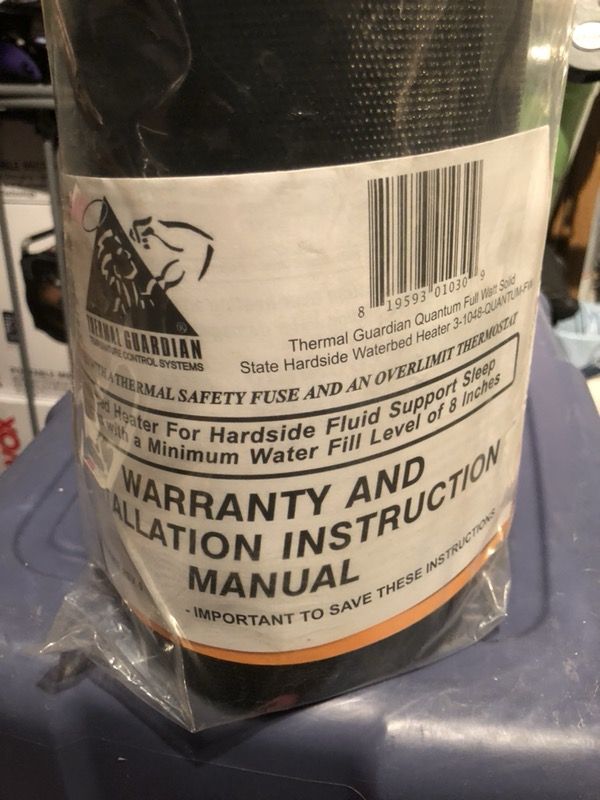 8 19593 01030 9
THERMAL GUARDIAN
TEMPERATURE CONTROL SYSTEMS
Thermal Guardian Quantum Full Watt Solid
State Hardside Waterbed Heater 3-1048-QUANTUM-FW
A THERMAL SAFETY FUSE AND AN OVERLIMIT THERMOSTAT
Heater For Hardside Fluid Support Sleep
with a Minimum Water Fill Level of 8 Inches
WARRANTY AND
ALLATION INSTRUCTION
MANUAL
- IMPORTANT TO SAVE THESE INSTRUCTIONS